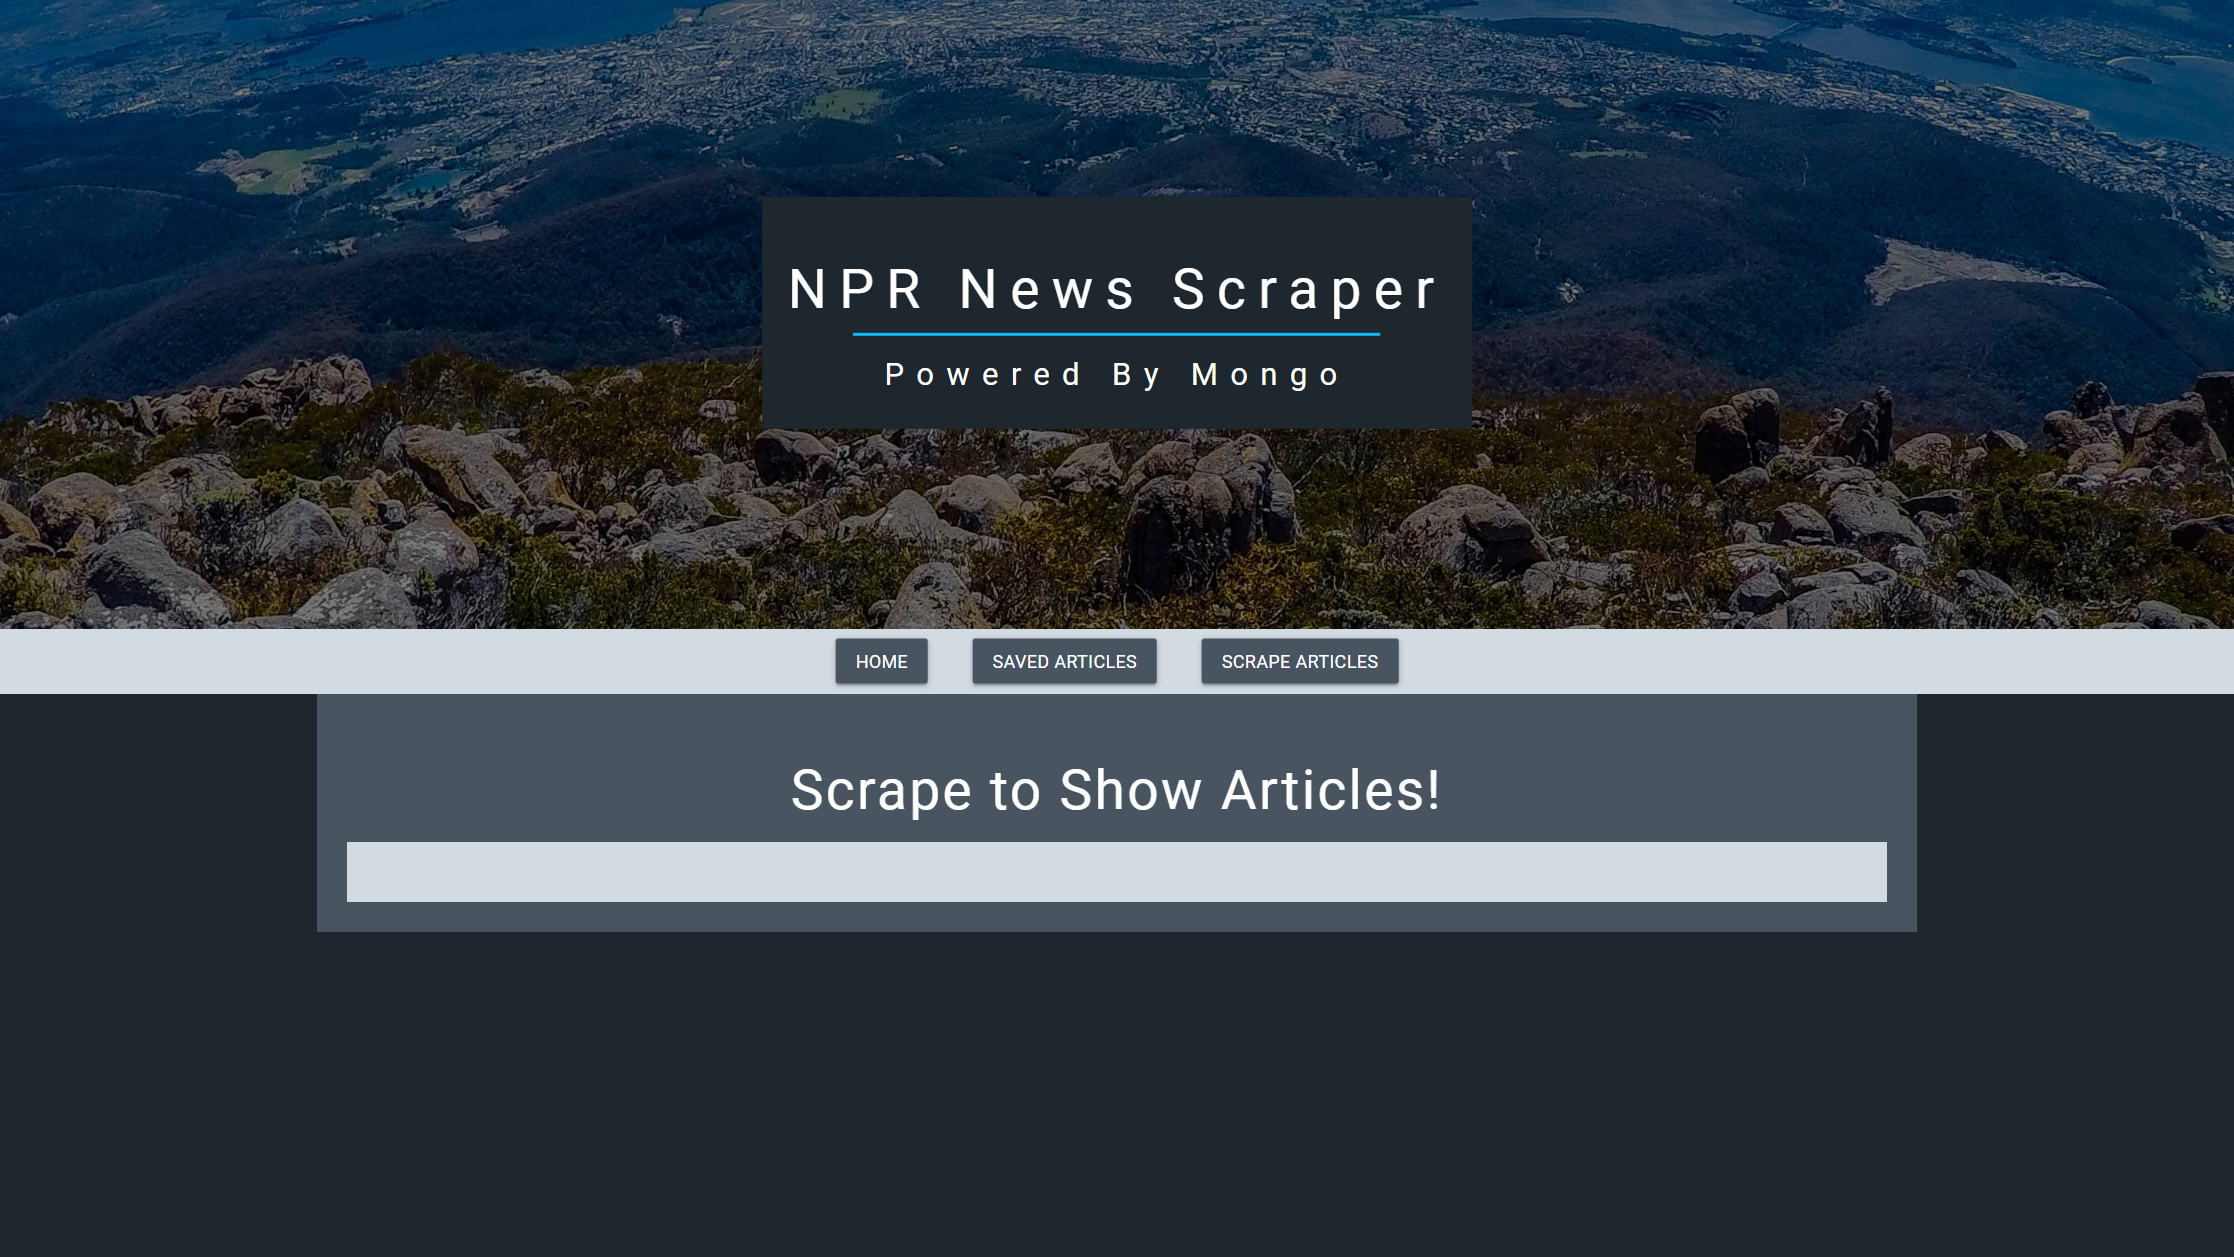 NPR News Scraper
Powered By Mongo
HOME SAVED ARTICLES SCRAPE ARTICLES
Scrape to Show Articles!